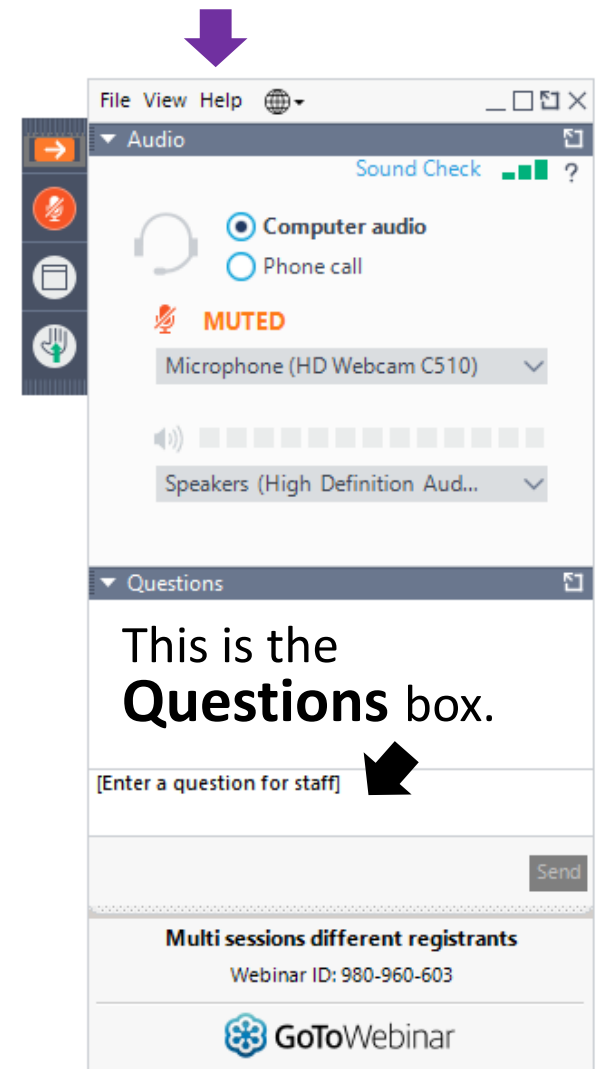 File View Help
Audio
Sound Check ?
Computer audio
Phone call
MUTED
Microphone (HD Webcam C510)
Speakers (High Definition Aud...
Questions
This is the
Questions box.
[Enter a question for staff]
Send
Multi sessions different registrants
Webinar ID: 980-960-603
GoToWebinar